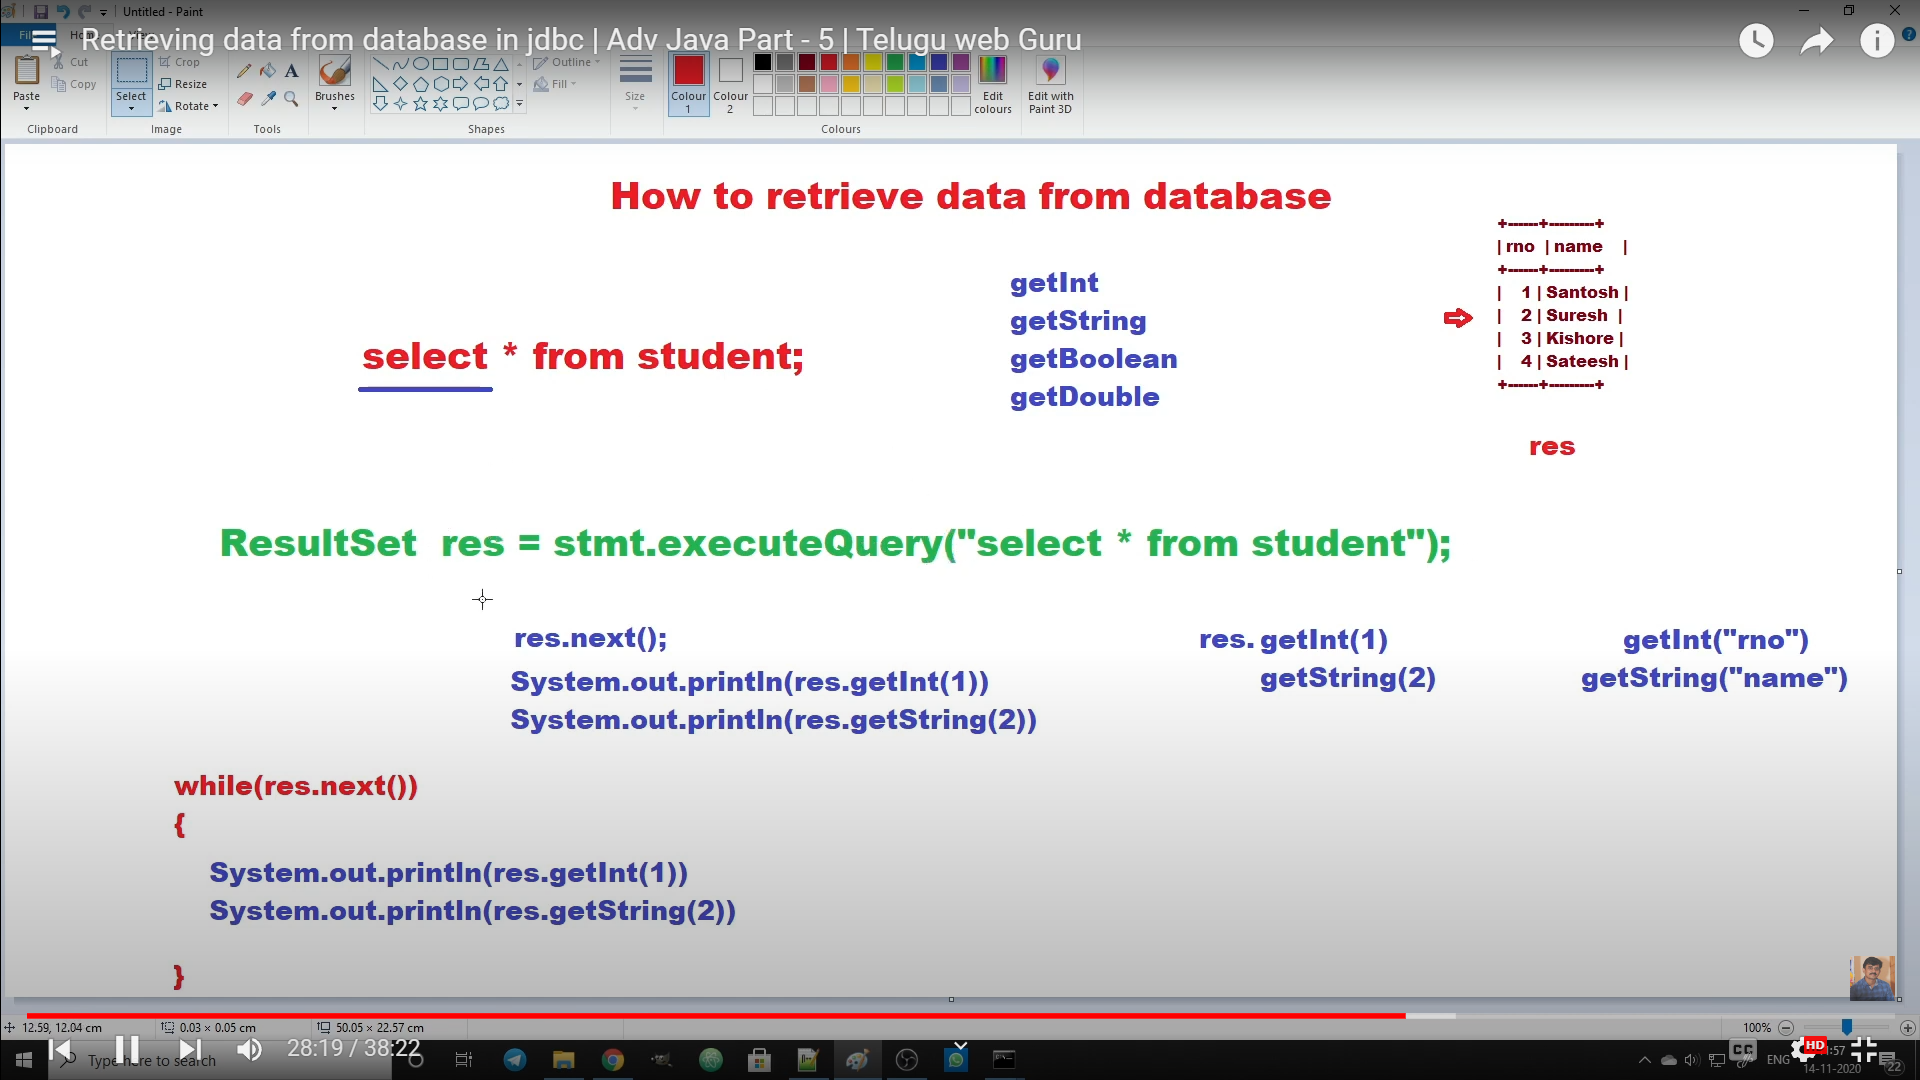 Untitled - Paint
Retrieving data from database in jdbc | Adv Java Part - 5 | Telugu web Guru
Paste
Cut
Copy
Clipboard
Select
Crop
Resize
Rotate
Image
Tools
Brushes
Shapes
Outline
Fill
Size
Colour 1
Colour 2
Colours
Edit colours
Edit with Paint 3D
How to retrieve data from database
+------+---------+
| rno | name |
+------+---------+
| 1 | Santosh |
| 2 | Suresh |
| 3 | Kishore |
| 4 | Sateesh |
+------+---------+
res
getInt
getString
getBoolean
getDouble
select * from student;
ResultSet res = stmt.executeQuery("select * from student");
res.next();
System.out.println(res.getInt(1))
System.out.println(res.getString(2))
res. getInt(1)
getString(2)
getInt("rno")
getString("name")
while(res.next())
{
System.out.println(res.getInt(1))
System.out.println(res.getString(2))
}
12.59, 12.04 cm
0.03 × 0.05 cm
50.05 × 22.57 cm
100%
28:19 / 38:22
Type here to search
CC
HD
ENG
:57
14-11-2020
22